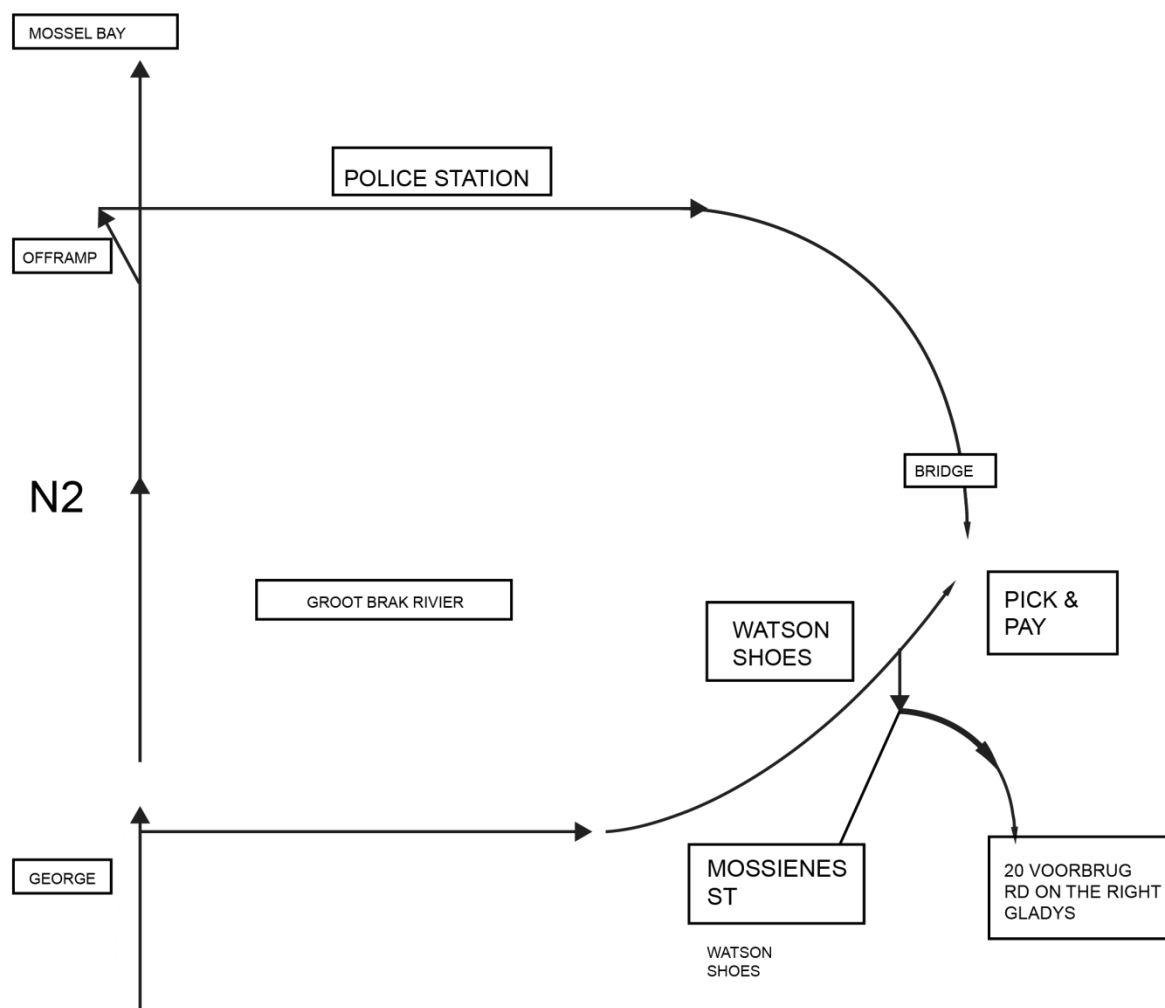 MOSSEL BAY
POLICE STATION
OFFRAMP
BRIDGE
N2
GROOT BRAK RIVIER
PICK &
PAY
WATSON
SHOES
GEORGE
MOSSIENES
ST
20 VOORBRUG
RD ON THE RIGHT
GLADYS
WATSON
SHOES